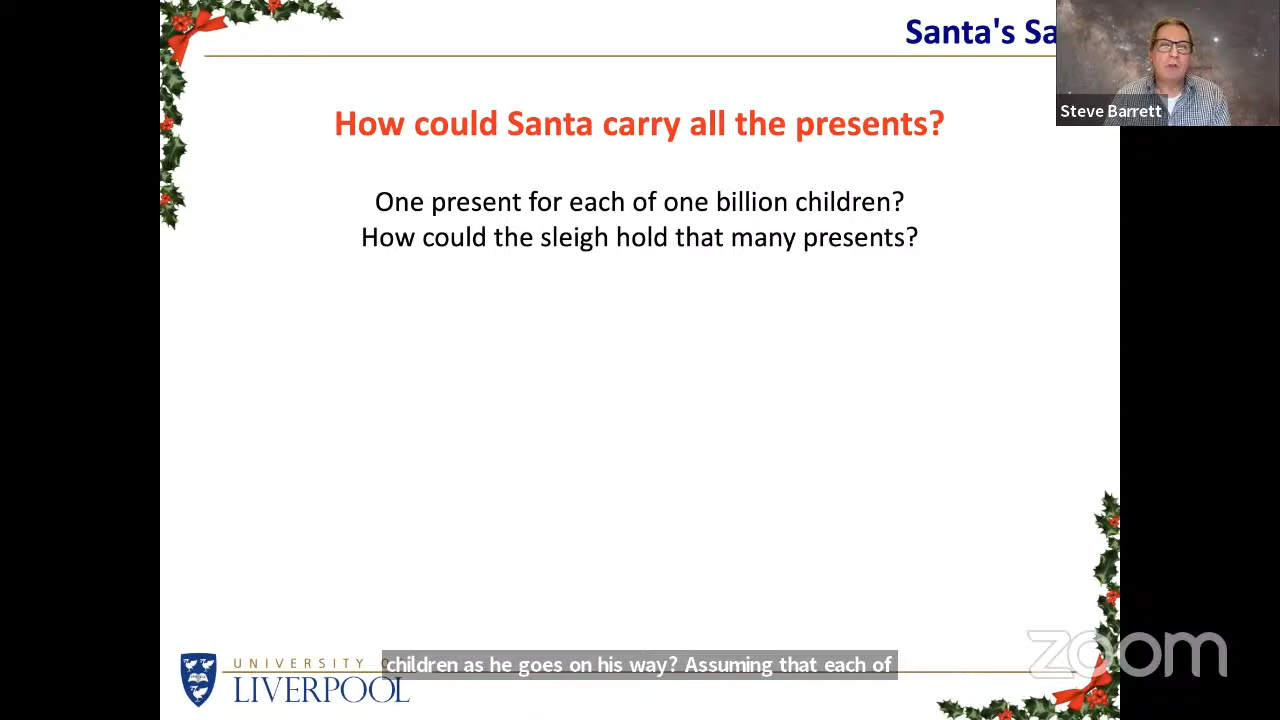 Santa's Sa
Steve Barrett
How could Santa carry all the presents?
One present for each of one billion children?
How could the sleigh hold that many presents?
children as he goes on his way? Assuming that each of
UNIVERSITY O
LIVERPOOL
zoom